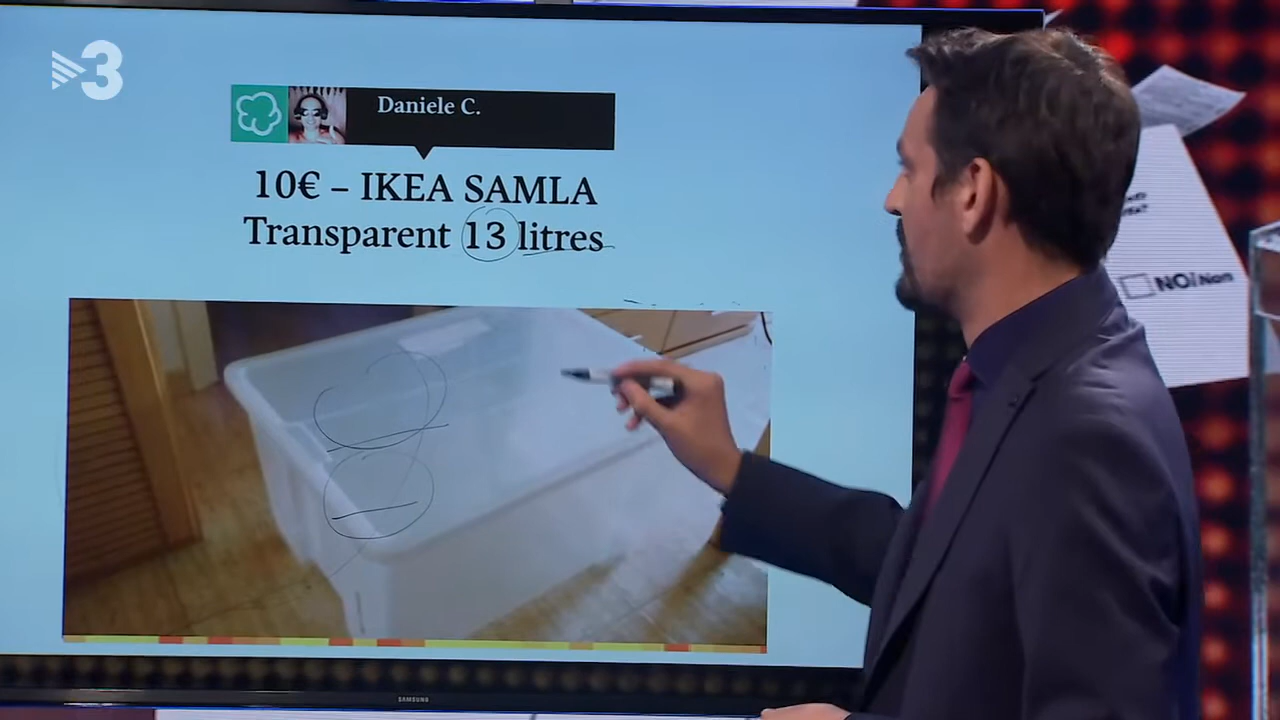 3
Daniele C.
10€ – IKEA SAMLA
Transparent 13 litres
NO/Non
SAMSUNG